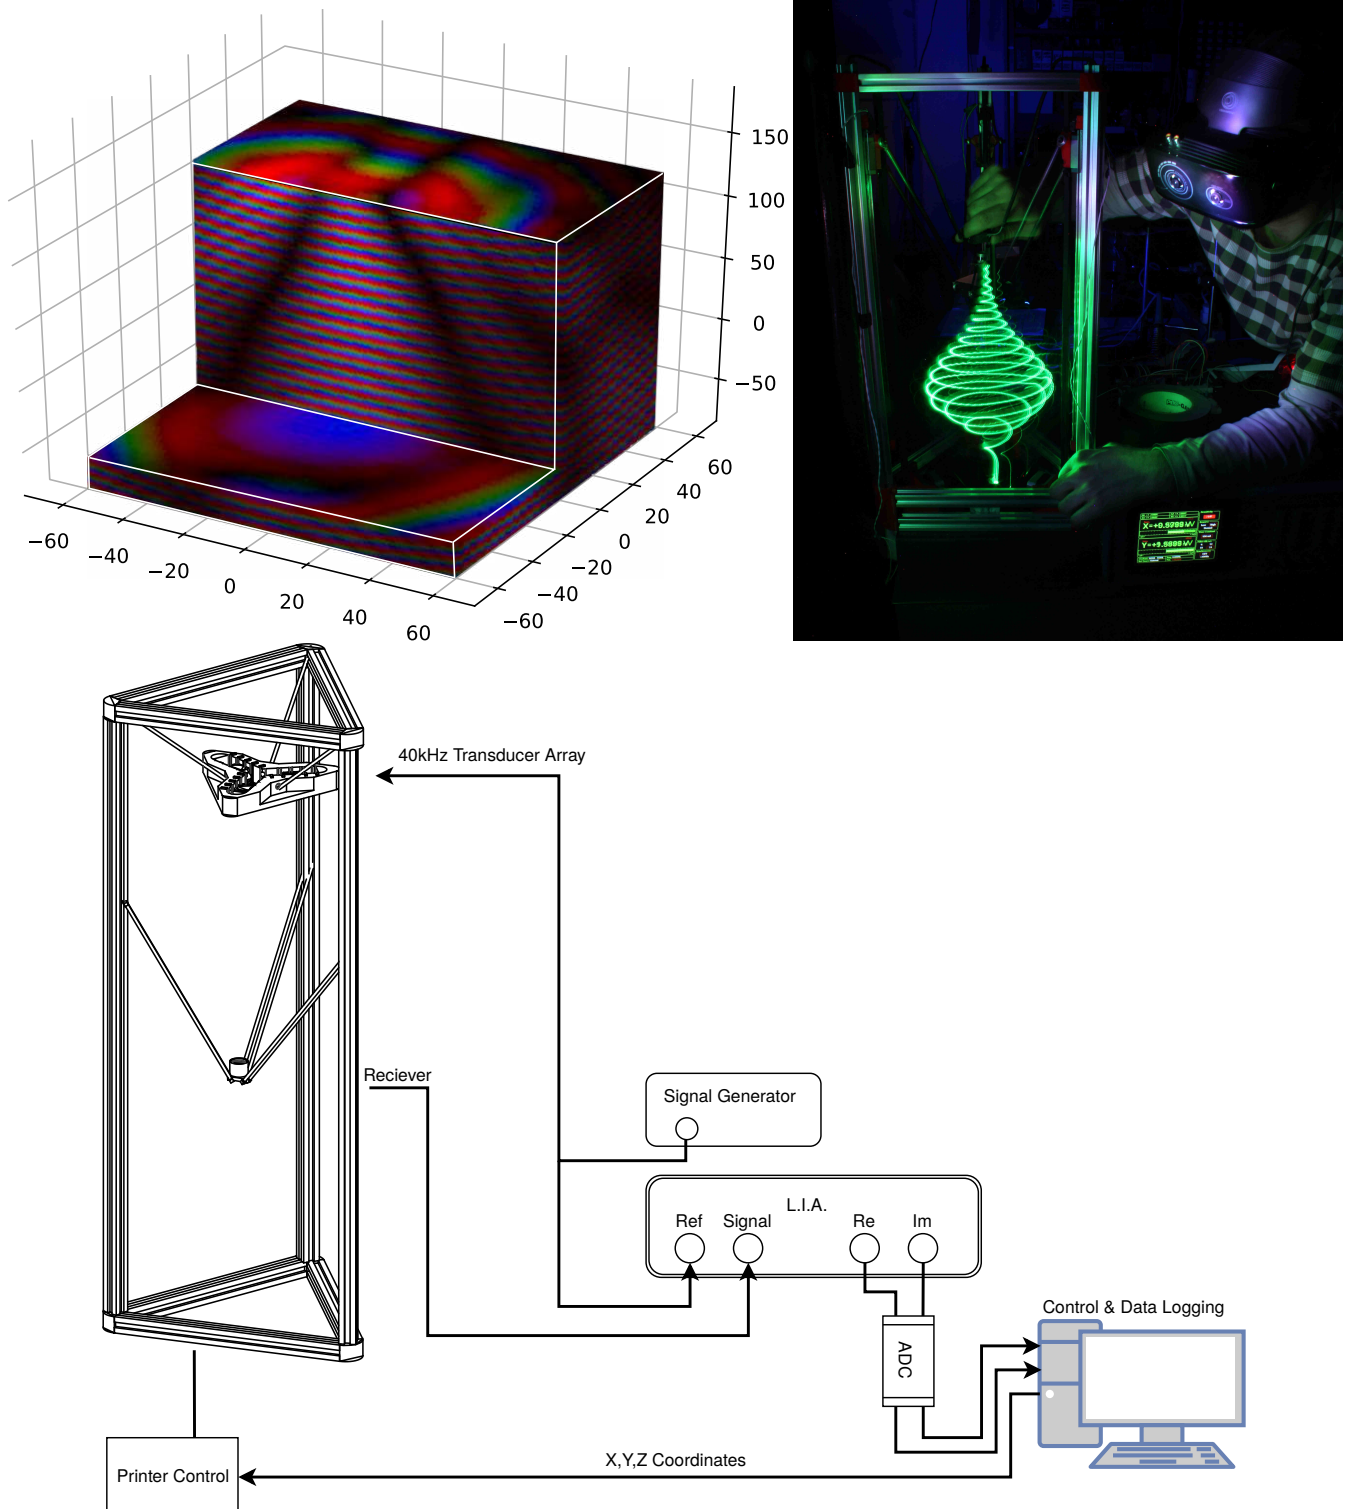 150
100
50
0
−50
60
40
20
0
−20
−40
−60
−60
−40
−20
0
20
40
60
40kHz Transducer Array
Reciever
Signal Generator
L.I.A.
Ref
Signal
Re
Im
Control & Data Logging
ADC
X,Y,Z Coordinates
Printer Control